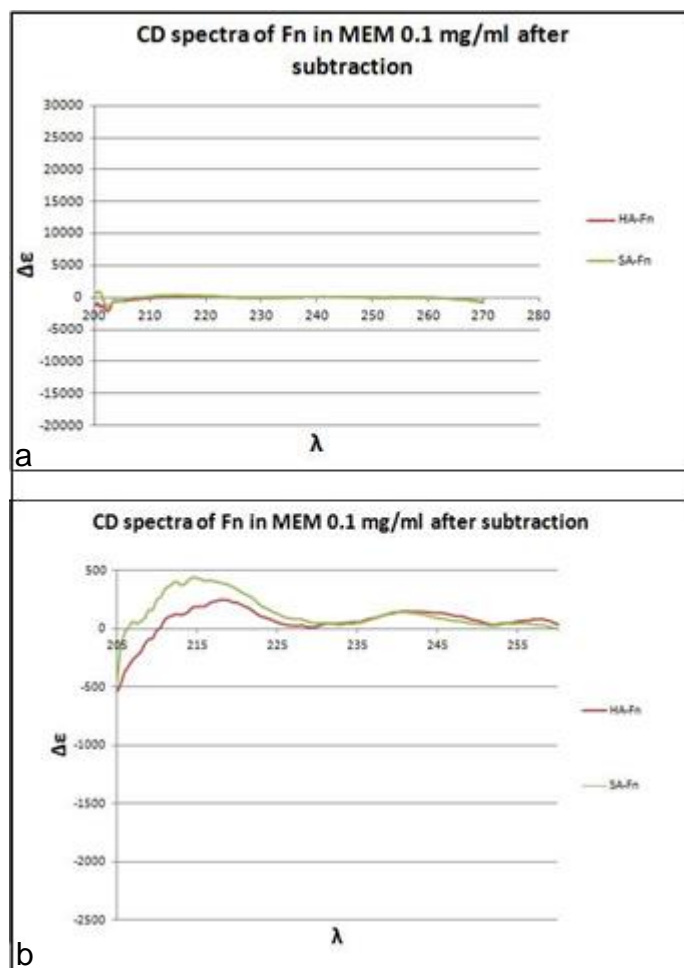 CD spectra of Fn in MEM 0.1 mg/ml after
subtraction
30000
25000
20000
15000
10000
5000
0
-5000
-10000
-15000
-20000
Δε
200 210 220 230 240 250 260 270 280
λ
HA-Fn
SA-Fn
a
CD spectra of Fn in MEM 0.1 mg/ml after subtraction
500
0
-500
-1000
-1500
-2000
-2500
Δε
205 215 225 235 245 255
λ
HA-Fn
SA-Fn
b